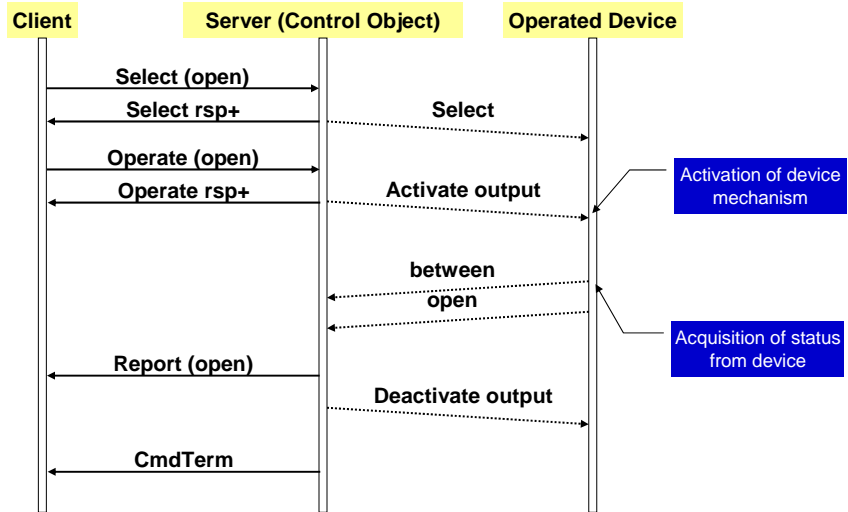 Client
Server (Control Object)
Operated Device
Select (open)
Select rsp+
Select
Operate (open)
Operate rsp+
Activate output
Activation of device
mechanism
between
open
Acquisition of status
from device
Report (open)
Deactivate output
CmdTerm